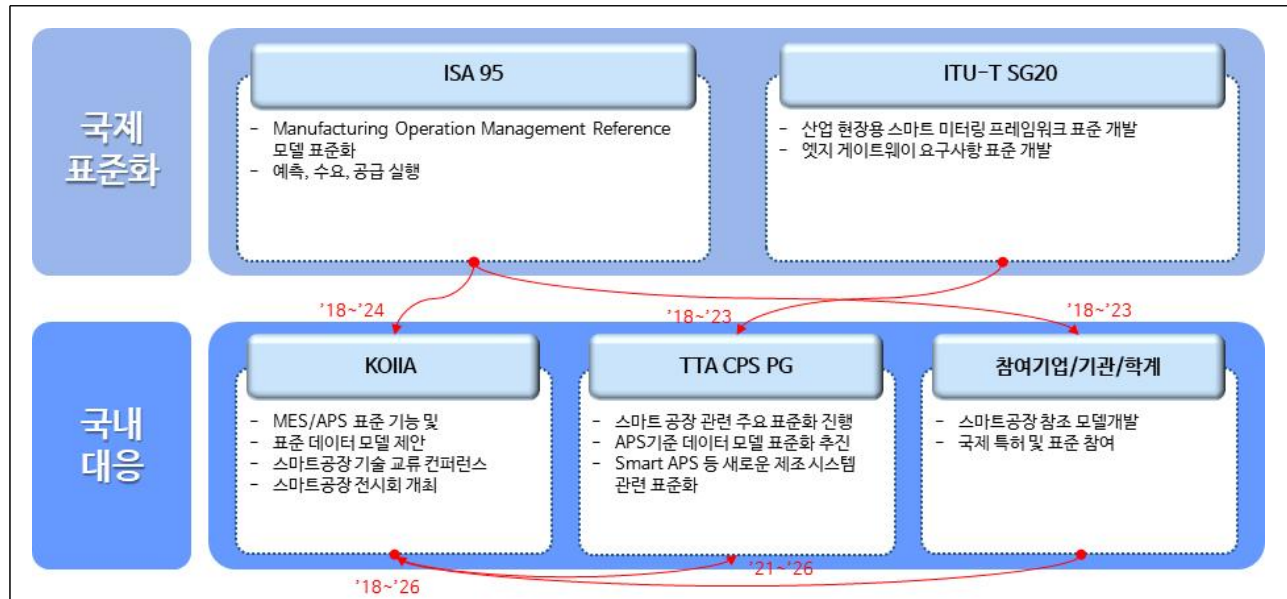 국제
표준화
ISA 95
- Manufacturing Operation Management Reference
모델 표준화
- 예측, 수요, 공급 실행
ITU-T SG20
- 산업 현장용 스마트 미터링 프레임워크 표준 개발
- 엣지 게이트웨이 요구사항 표준 개발
'18~'24
'18~'23
'18~'23
국내
대응
KOIIA
- MES/APS 표준 기능 및
- 표준 데이터 모델 제안
- 스마트공장 기술 교류 컨퍼런스
- 스마트공장 전시회 개최
TTA CPS PG
- 스마트 공장 관련 주요 표준화 진행
- APS기준 데이터 모델 표준화 추진
- Smart APS 등 새로운 제조 시스템
관련 표준화
참여기업/기관/학계
- 스마트공장 참조 모델개발
- 국제 특허 및 표준 참여
'18~'26
'21~'26